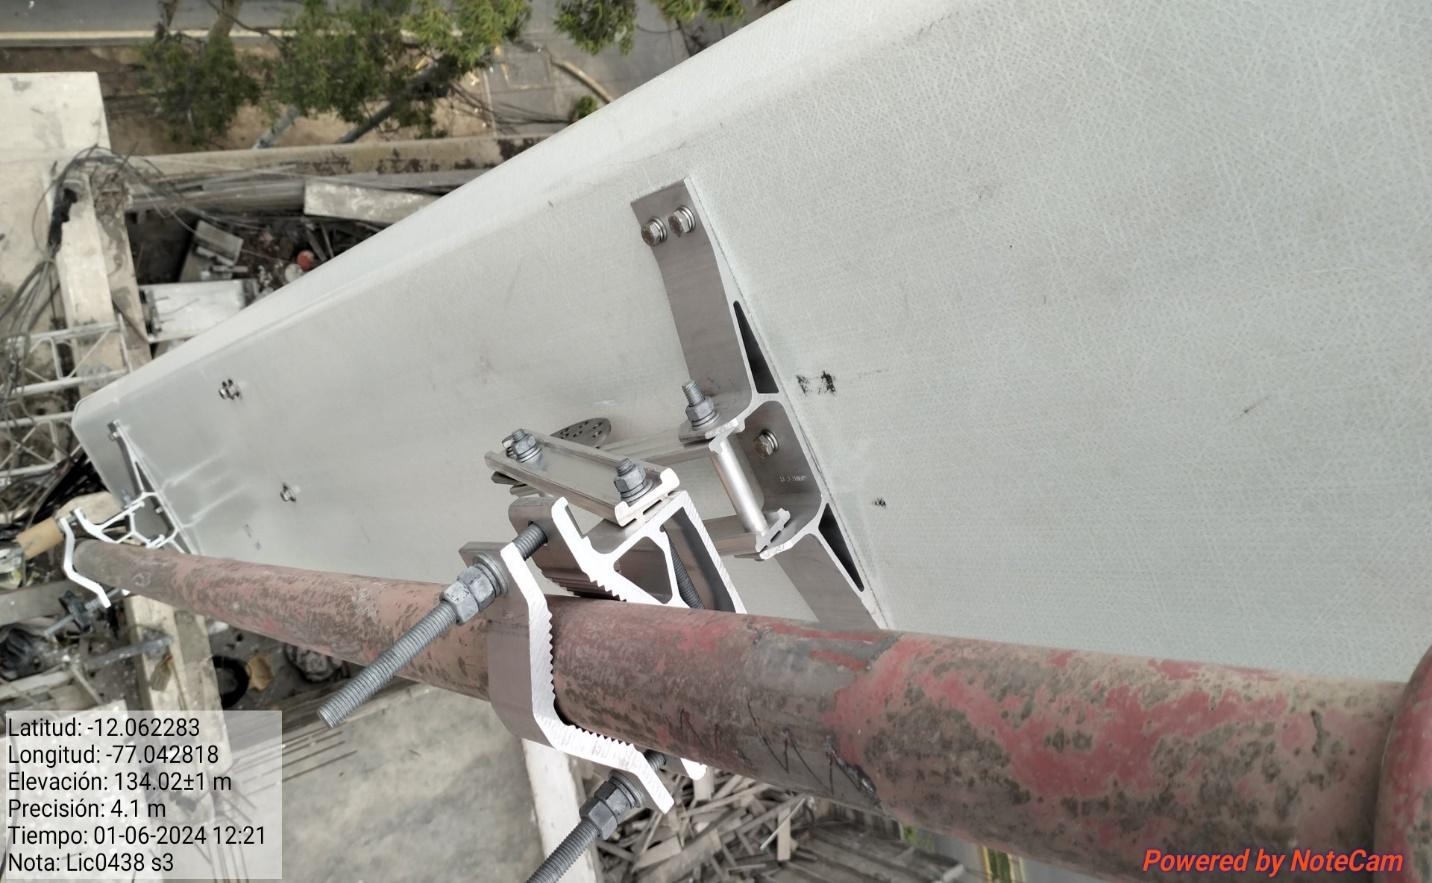 Latitud: -12.062283
Longitud: -77.042818
Elevación: 134.02±1 m
Precisión: 4.1 m
Tiempo: 01-06-2024 12:21
Nota: Lic0438 s3
Powered by NoteCam